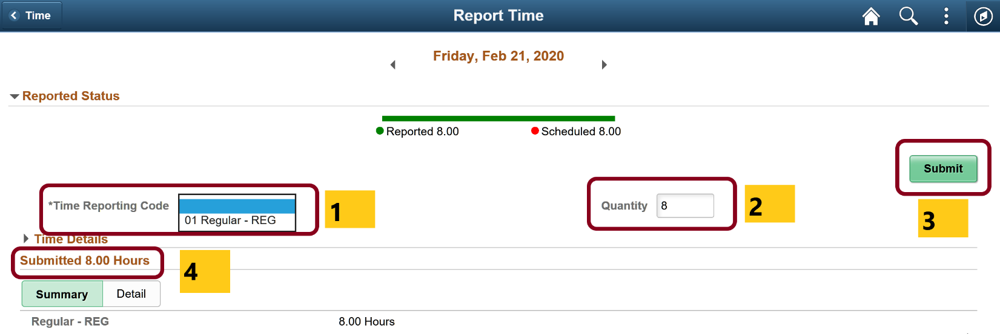 Time
Report Time
Friday, Feb 21, 2020
Reported Status
Reported 8.00
Scheduled 8.00
Submit
*Time Reporting Code
01 Regular - REG
1
Quantity
8
2
3
Time Details
Submitted 8.00 Hours
4
Summary
Detail
Regular - REG
8.00 Hours